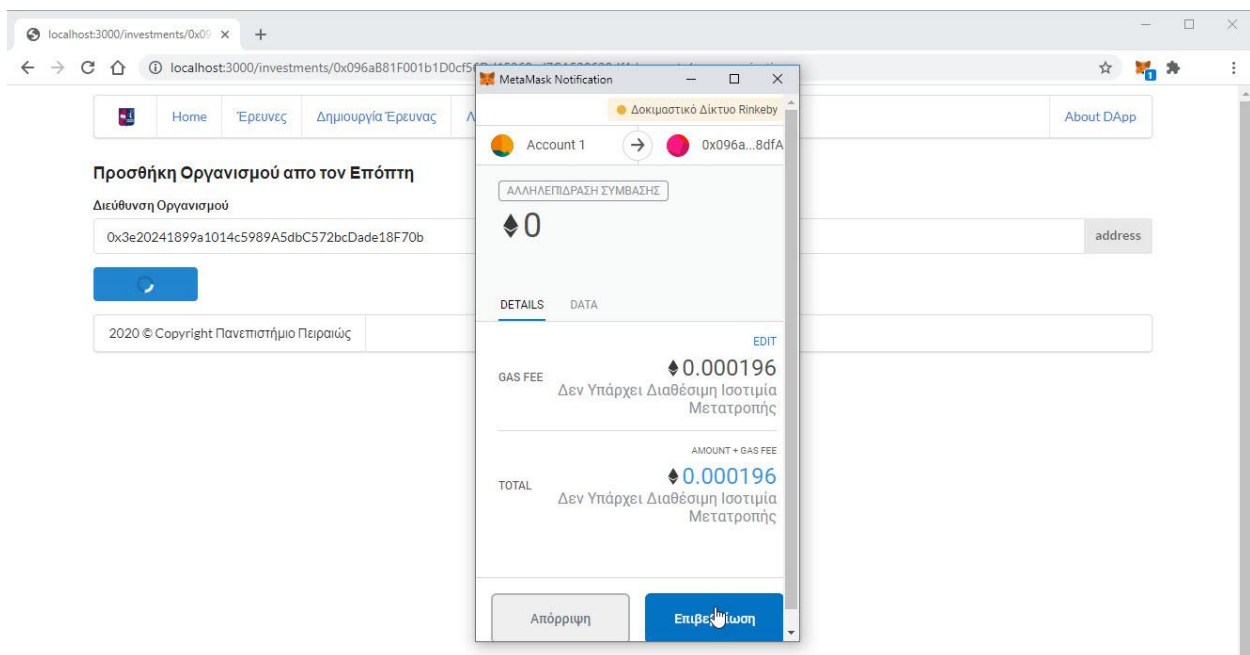 localhost:3000/investments/0x09
localhost:3000/investments/0x096aB81F001b1D0cf5
MetaMask Notification
Δοκιμαστικό Δίκτυο Rinkeby
Home Έρευνες Δημιουργία Έρευνας
About DApp
Account 1
0x096a...8dfA
Προσθήκη Οργανισμού απο τον Επόπτη
Διεύθυνση Οργανισμού
0x3e20241899a1014c5989A5dbC572bcDade18F70b
address
2020 © Copyright Πανεπιστήμιο Πειραιώς
ΑΛΛΗΛΕΠΙΔΡΑΣΗ ΣΥΜΒΑΣΗΣ
0
DETAILS DATA
EDIT
GAS FEE
0.000196
Δεν Υπάρχει Διαθέσιμη Ισοτιμία
Μετατροπής
AMOUNT + GAS FEE
TOTAL
0.000196
Δεν Υπάρχει Διαθέσιμη Ισοτιμία
Μετατροπής
Απόρριψη
1